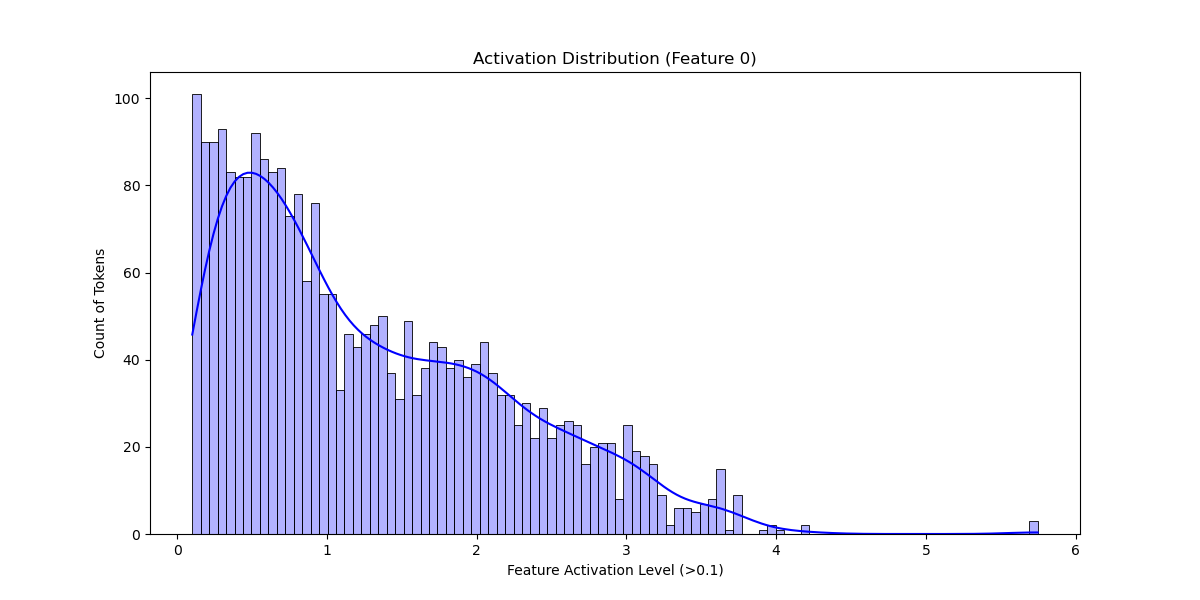 Activation Distribution (Feature 0)
100
80
60
40
20
0
Count of Tokens
0 1 2 3 4 5 6
Feature Activation Level (>0.1)